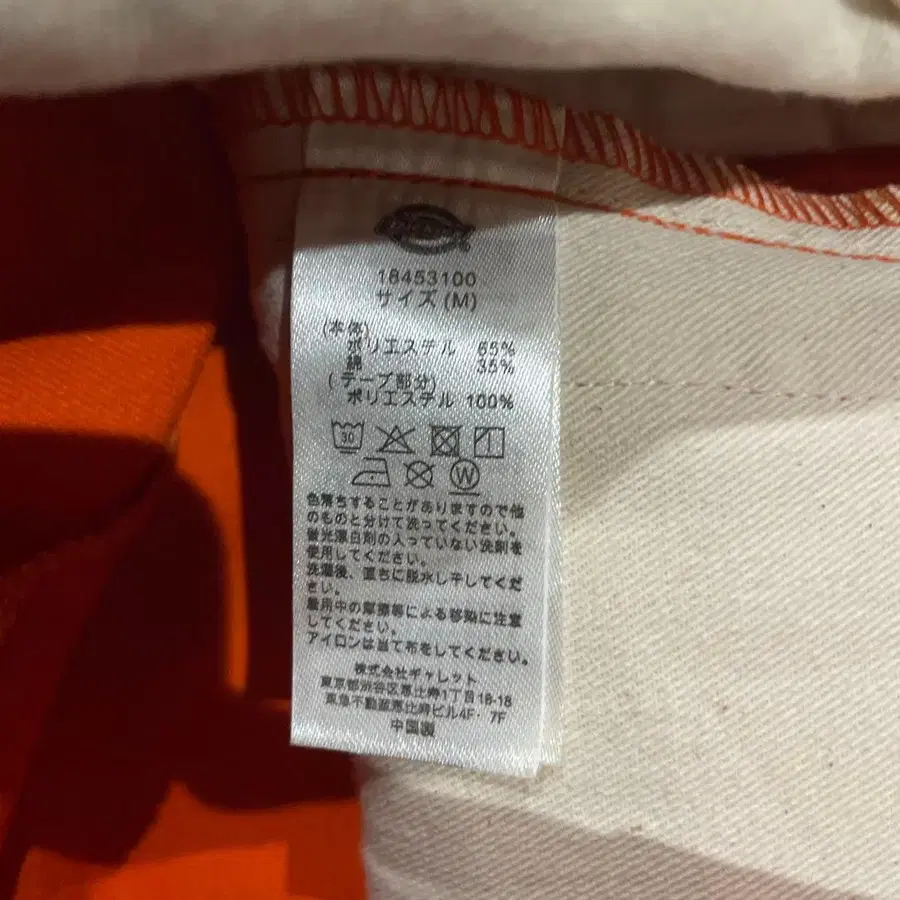 18453100
サイズ (M)
(本体)
ポリエステル 65%
綿 35%
(テープ部分)
ポリエステル 100%
30
W
色落ちすることがありますので他
のものと分けて洗ってください。
蛍光漂白剤の入っていない洗剤を
使用してください。
洗濯後、直ちに脱水し干してくだ
さい。
着用中の摩擦等による移染に注意
してください。
アイロンは当て布をしてください。
株式会社ギャレット
東京都渋谷区恵比寿1丁目18-18
東急不動産恵比寿ビル4F・7F
中国製